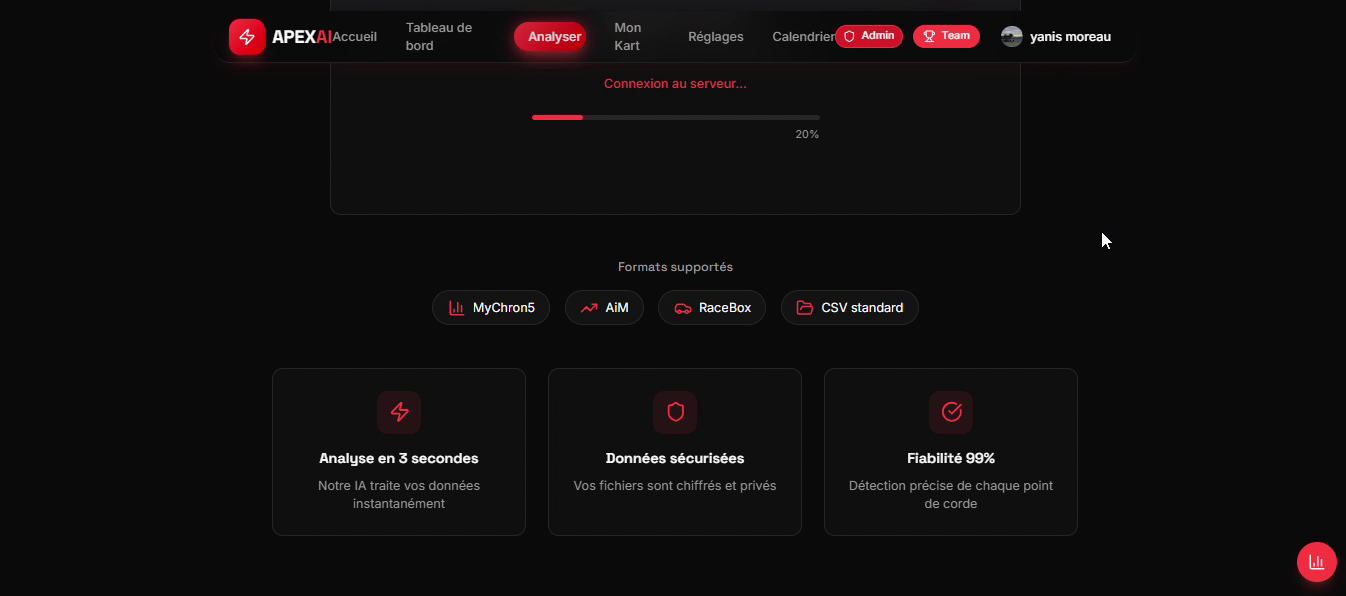 APEXAI
Accueil
Tableau de
bord
Analyser
Mon
Kart
Réglages
Calendrier
Admin
Team
yanis moreau
Connexion au serveur...
20%
Formats supportés
MyChron5
AiM
RaceBox
CSV standard
Analyse en 3 secondes
Notre IA traite vos données
instantanément
Données sécurisées
Vos fichiers sont chiffrés et privés
Fiabilité 99%
Détection précise de chaque point
de corde